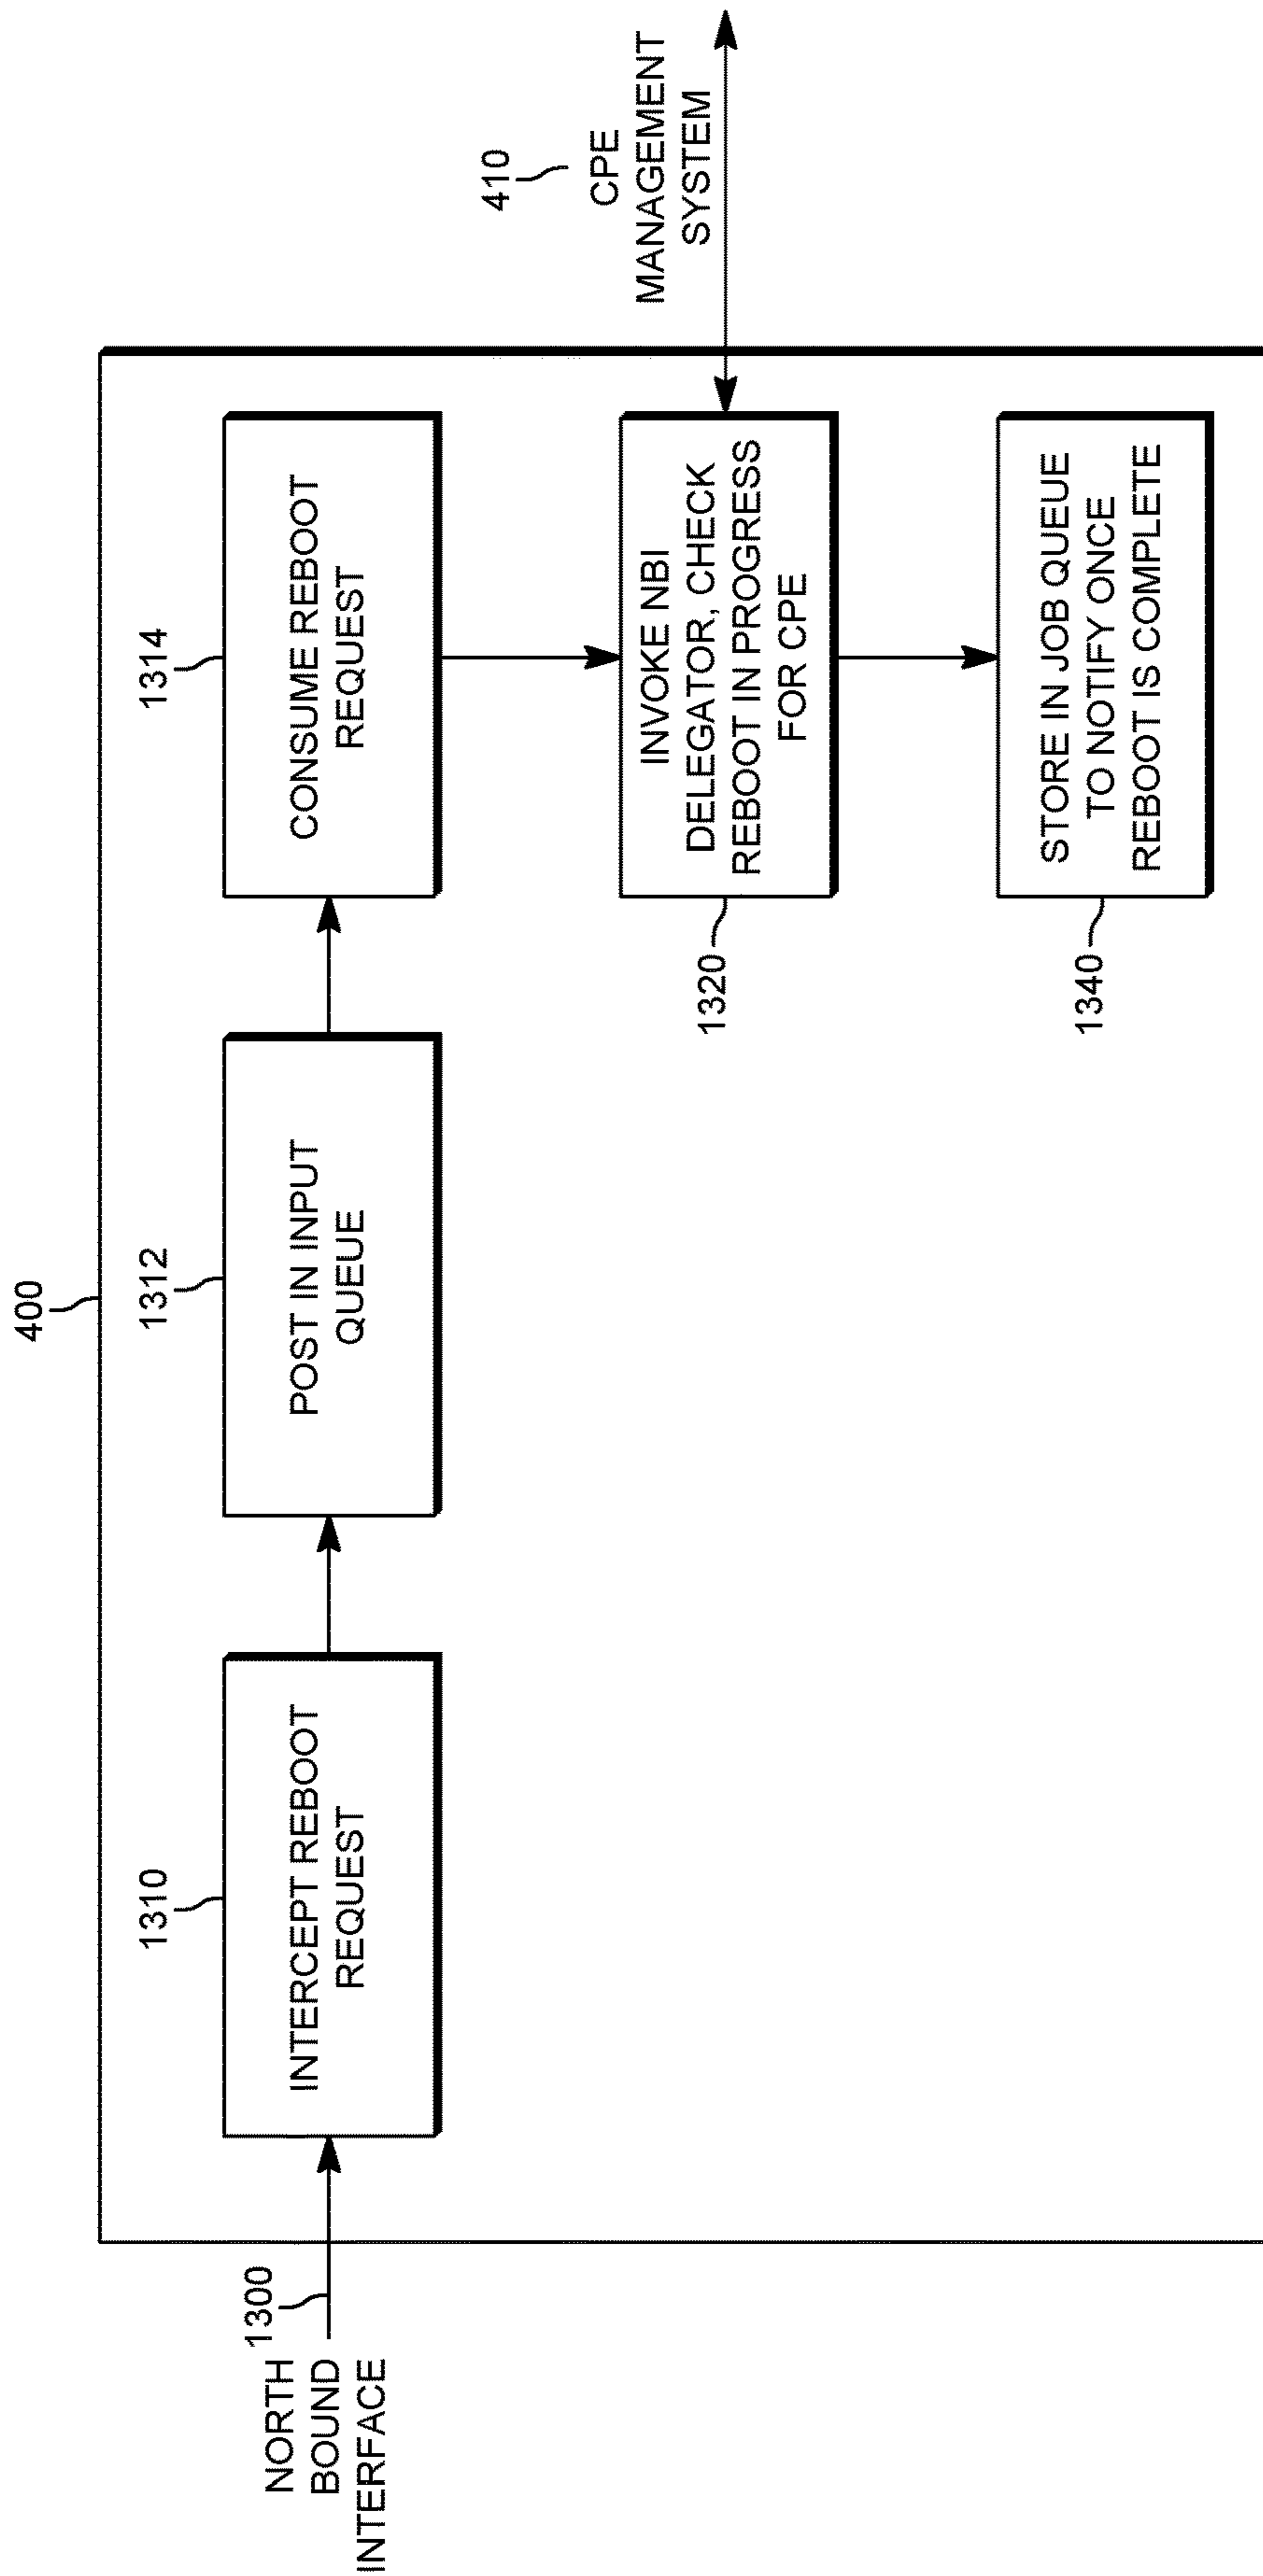 400
1310
1312
1314
INTERCEPT REBOOT
REQUEST
POST IN INPUT
QUEUE
CONSUME REBOOT
REQUEST
1300
NORTH
BOUND
INTERFACE
410
CPE
MANAGEMENT
SYSTEM
1320
INVOKE NBI
DELEGATOR, CHECK
REBOOT IN PROGRESS
FOR CPE
1340
STORE IN JOB QUEUE
TO NOTIFY ONCE
REBOOT IS COMPLETE